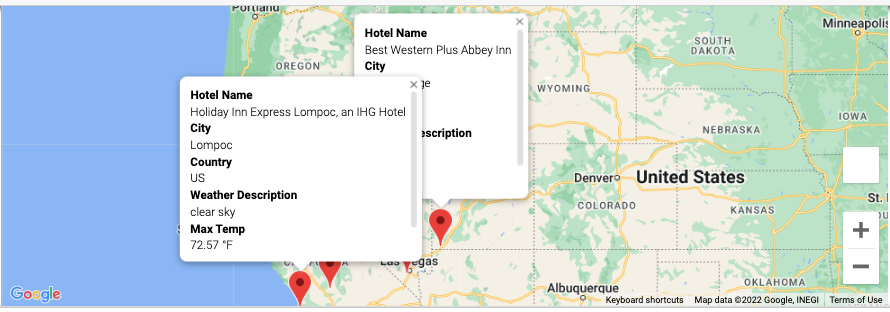 Portland
Minneapolis
OREGON
SOUTH
DAKOTA
WYOMING
IOWA
NEBRASKA
Denver
United States
COLORADO
KANSAS
St.
Las Vegas
OKLAHOMA
Albuquerque
Hotel Name
Best Western Plus Abbey Inn
City
ge
escription
Hotel Name
Holiday Inn Express Lompoc, an IHG Hotel
City
Lompoc
Country
US
Weather Description
clear sky
Max Temp
72.57 °F
Google
Keyboard shortcuts
Map data ©2022 Google, INEGI
Terms of Use